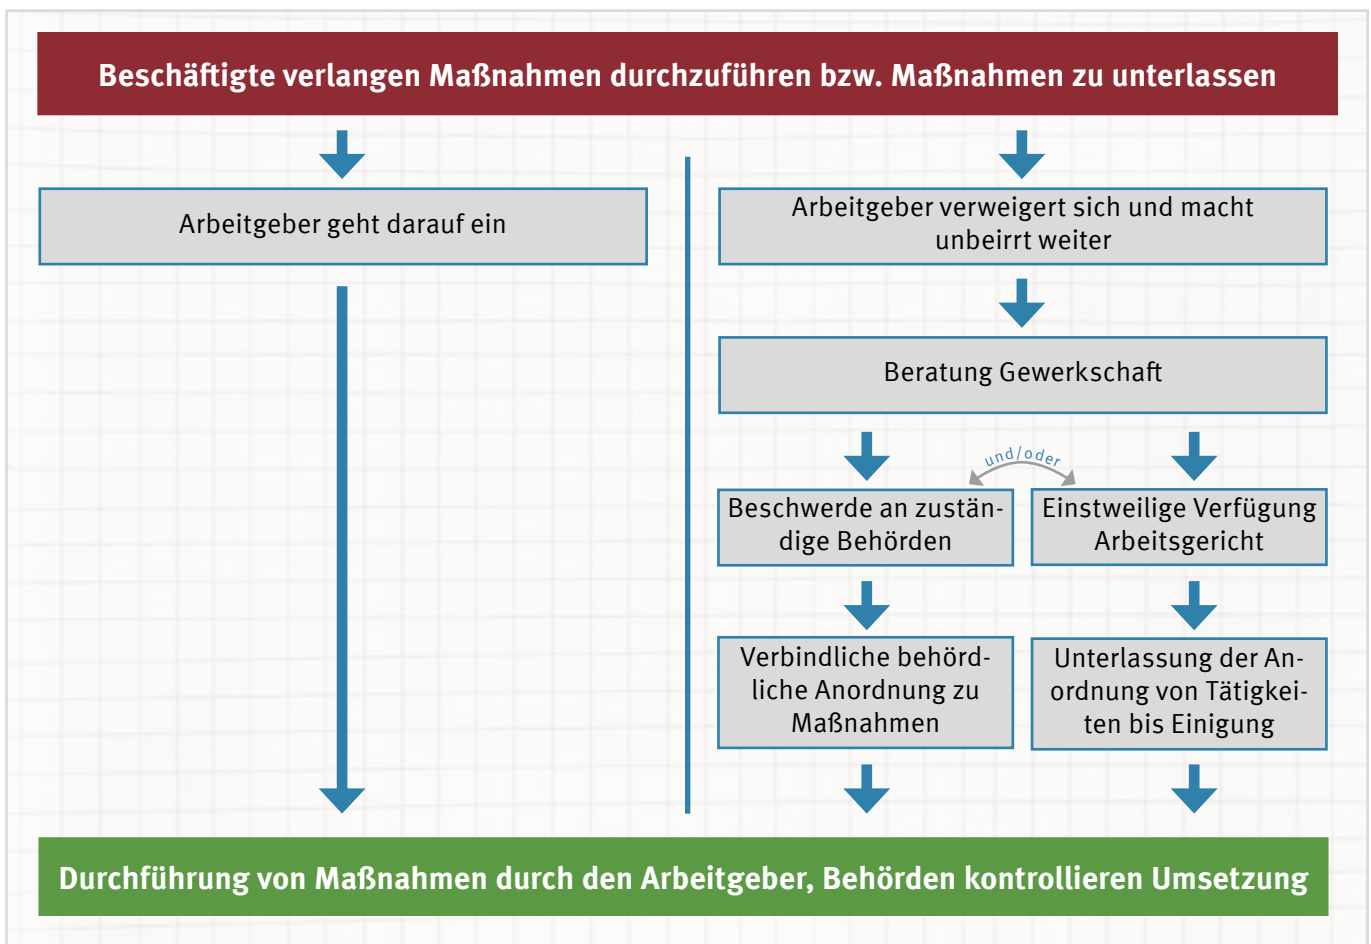 Beschäftigte verlangen Maßnahmen durchzuführen bzw. Maßnahmen zu unterlassen
Arbeitgeber geht darauf ein
Arbeitgeber verweigert sich und macht
unbeirrt weiter
Beratung Gewerkschaft
und/oder
Beschwerde an zustän-
dige Behörden
Einstweilige Verfügung
Arbeitsgericht
Verbindliche behörd-
liche Anordnung zu
Maßnahmen
Unterlassung der An-
ordnung von Tätigkei-
ten bis Einigung
Durchführung von Maßnahmen durch den Arbeitgeber, Behörden kontrollieren Umsetzung